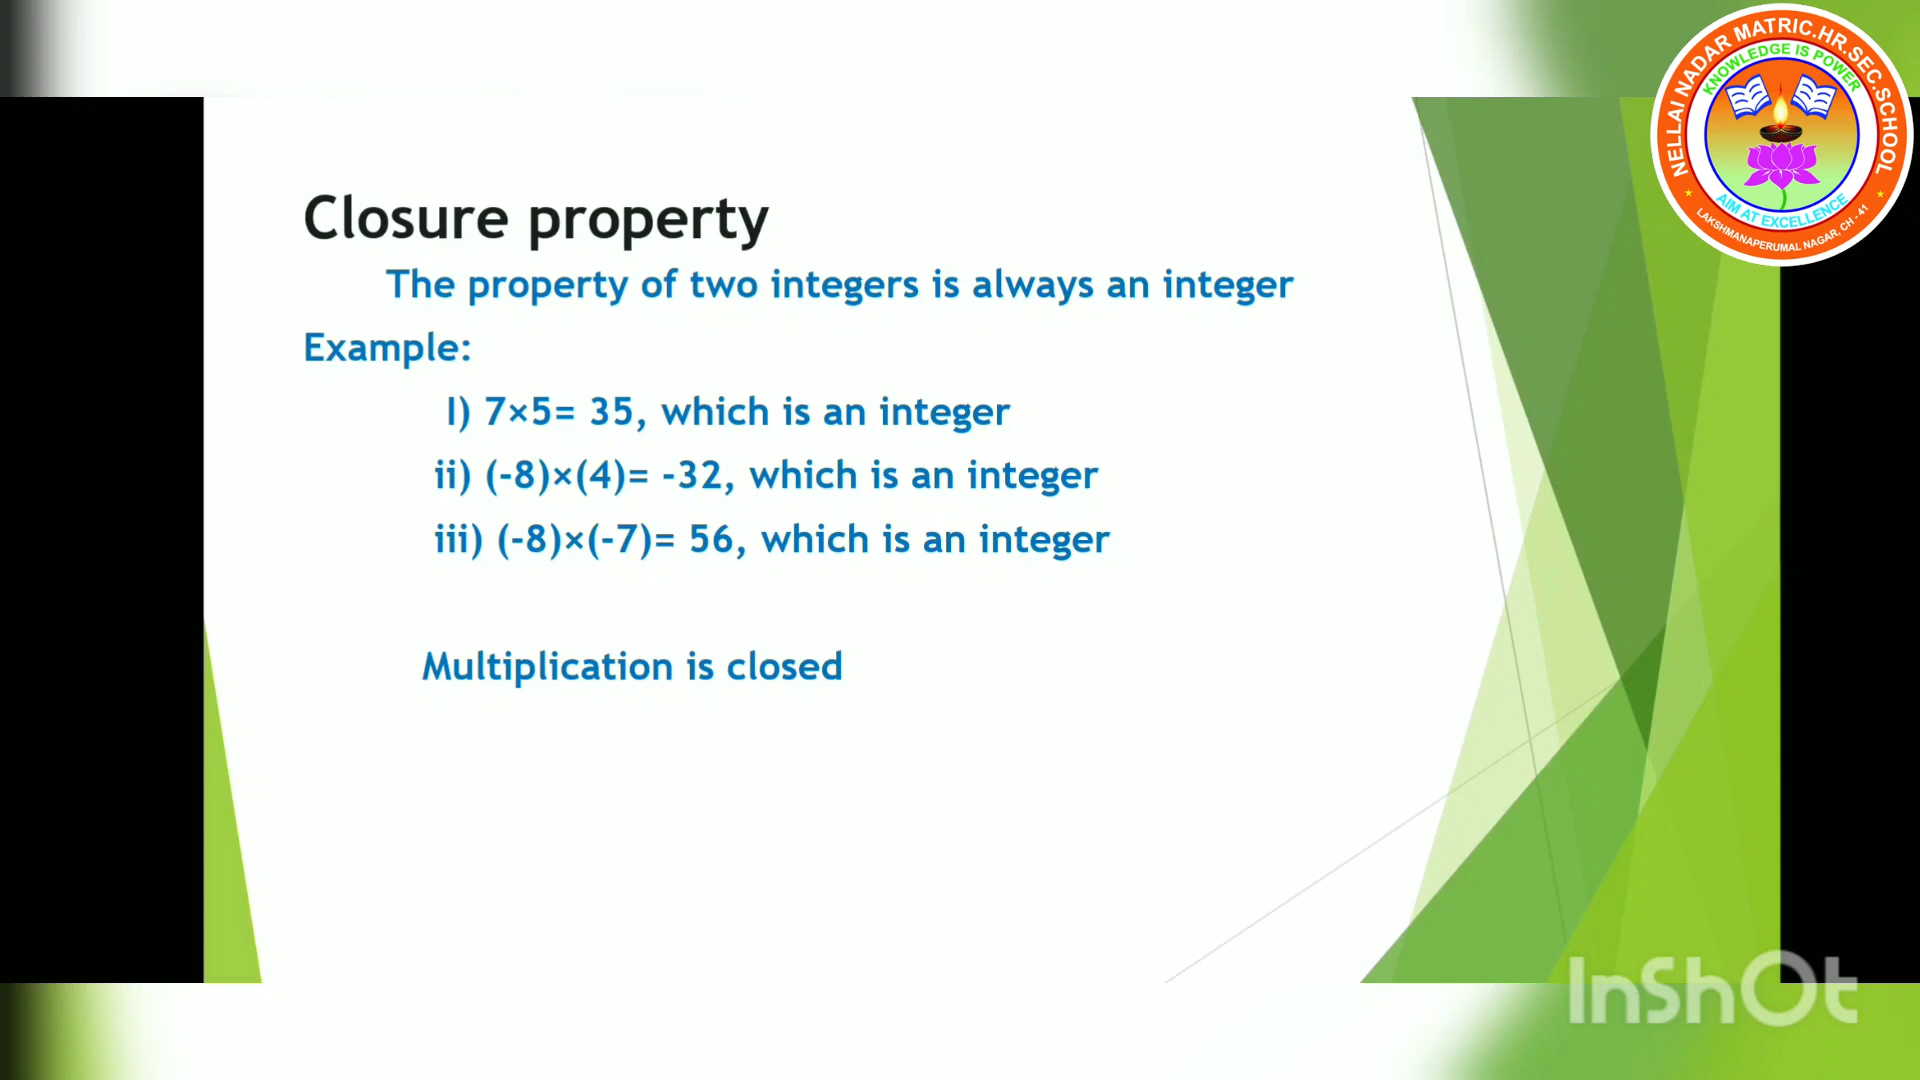 NELLAI NADAR MATRIC.HR.SEC.SCHOOL
KNOWLEDGE IS POWER
AIM AT EXCELLENCE
LAKSHMANAPERUMAL NAGAR, CH - 41
Closure property
The property of two integers is always an integer
Example:
I) 7×5= 35, which is an integer
ii) (-8)×(4)= -32, which is an integer
iii) (-8)×(-7)= 56, which is an integer
Multiplication is closed
InShOt